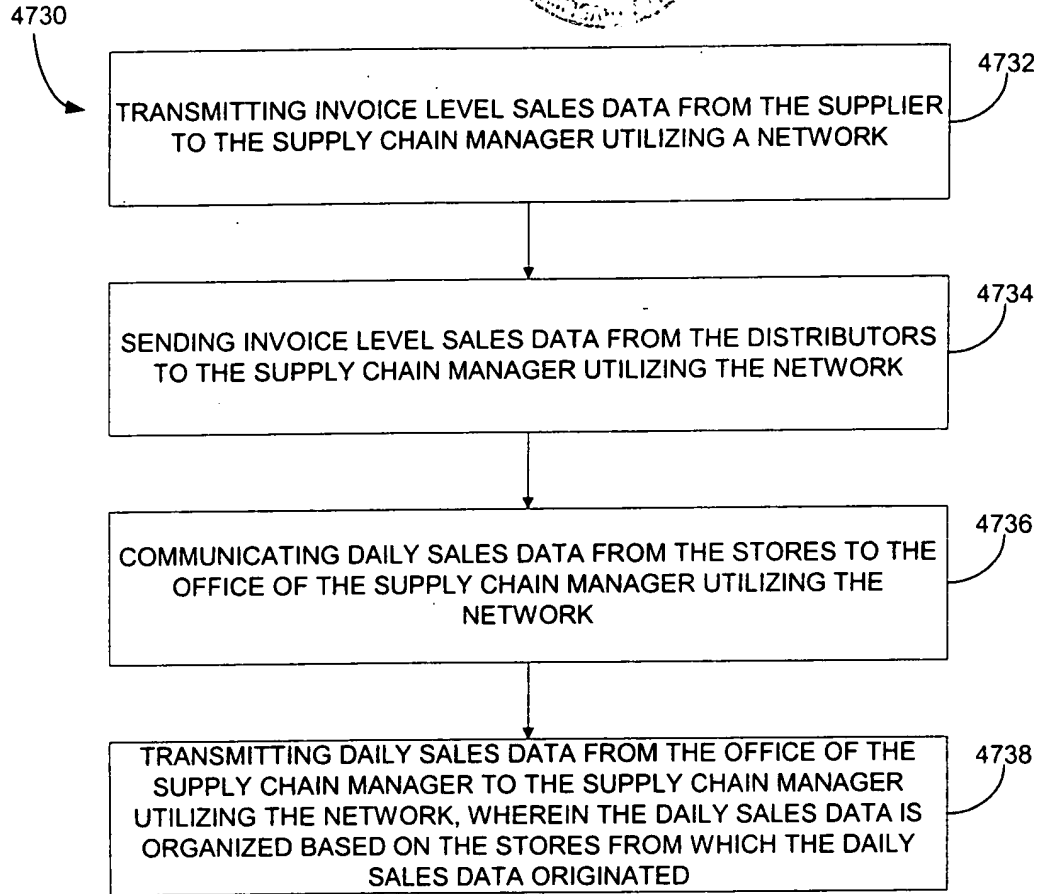 4730
4732
TRANSMITTING INVOICE LEVEL SALES DATA FROM THE SUPPLIER
TO THE SUPPLY CHAIN MANAGER UTILIZING A NETWORK
4734
SENDING INVOICE LEVEL SALES DATA FROM THE DISTRIBUTORS
TO THE SUPPLY CHAIN MANAGER UTILIZING THE NETWORK
4736
COMMUNICATING DAILY SALES DATA FROM THE STORES TO THE
OFFICE OF THE SUPPLY CHAIN MANAGER UTILIZING THE
NETWORK
4738
TRANSMITTING DAILY SALES DATA FROM THE OFFICE OF THE
SUPPLY CHAIN MANAGER TO THE SUPPLY CHAIN MANAGER
UTILIZING THE NETWORK, WHEREIN THE DAILY SALES DATA IS
ORGANIZED BASED ON THE STORES FROM WHICH THE DAILY
SALES DATA ORIGINATED